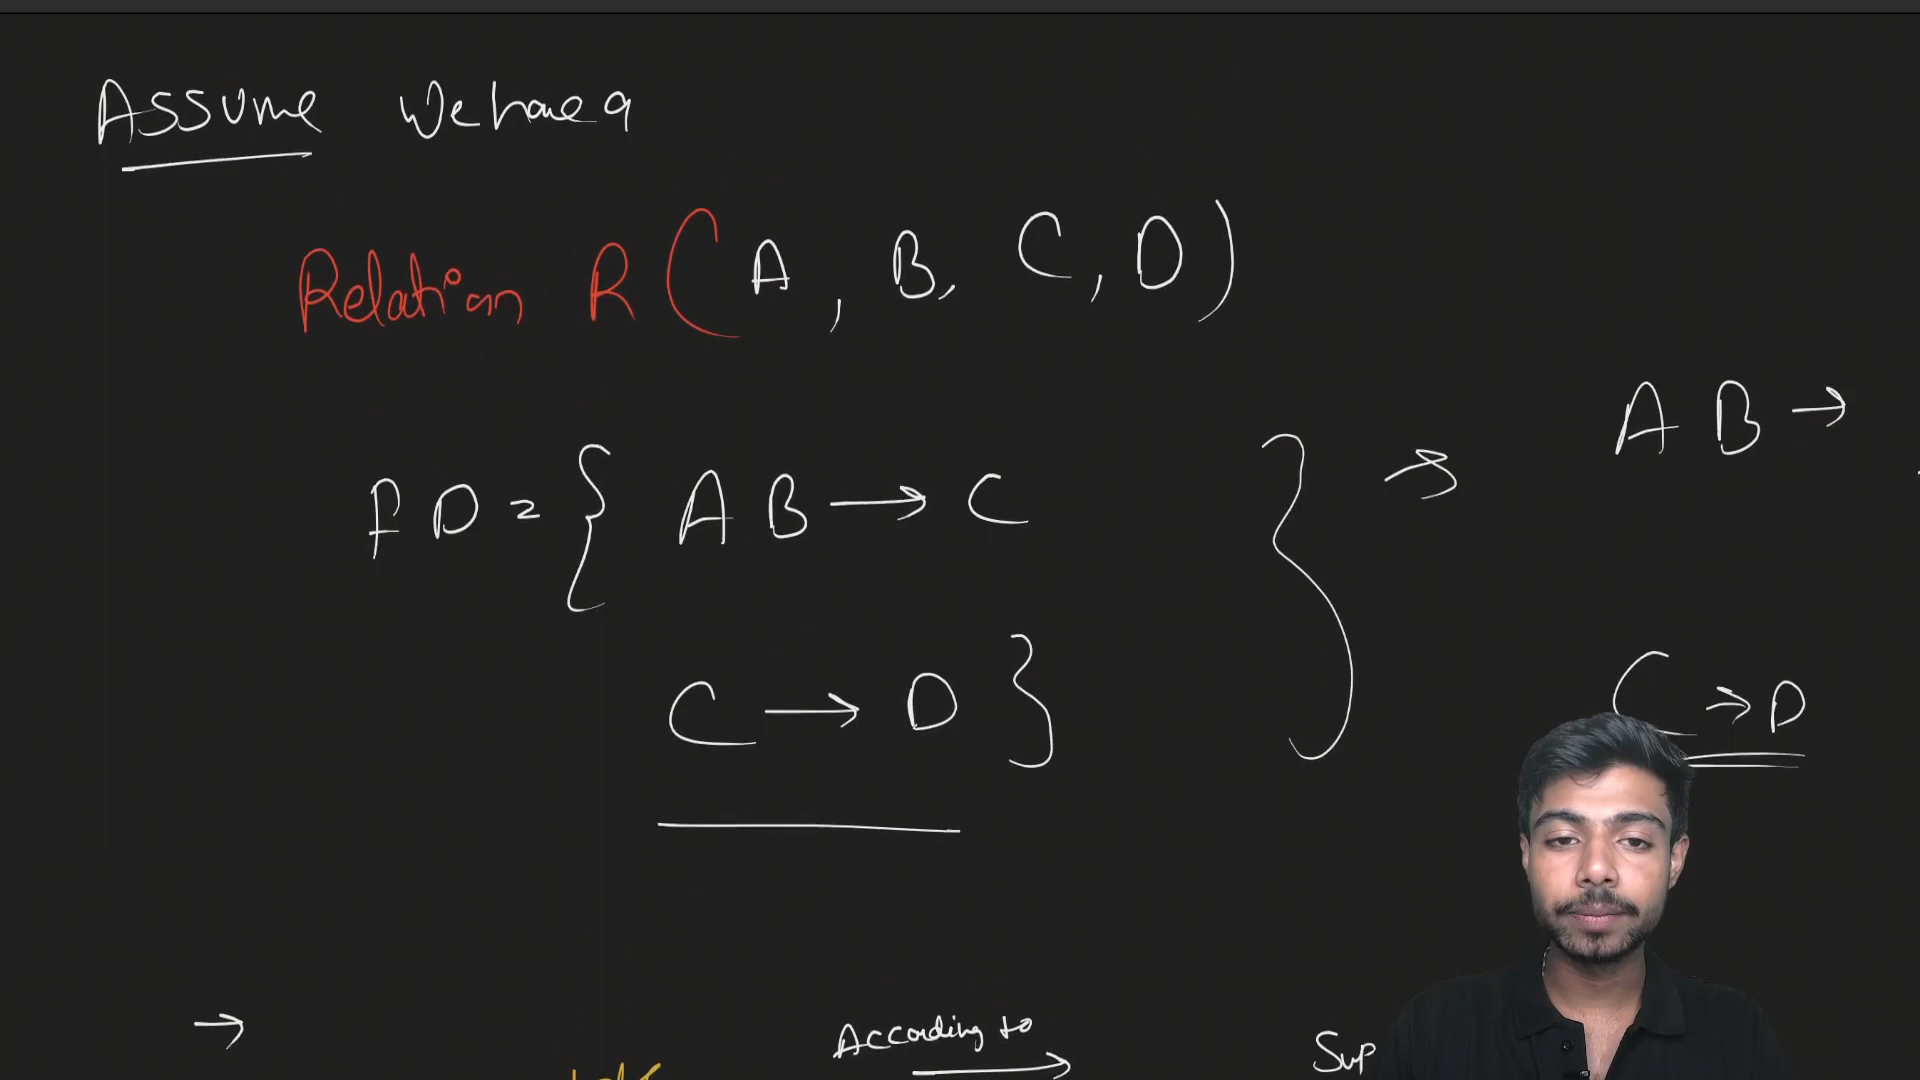 Assume We have a
Relation R (A, B, C, D)
FD = { AB → C
C → D }
} → AB →
C → D
→
According to
→
Sup